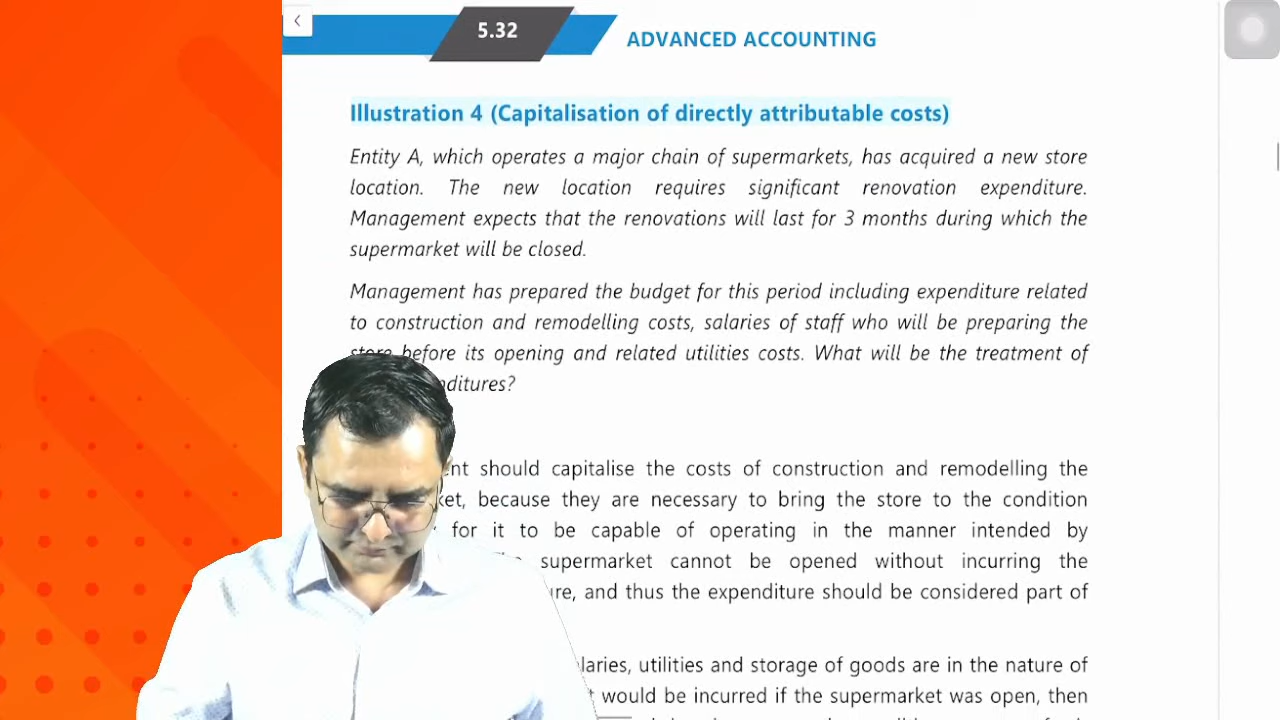 5.32
ADVANCED ACCOUNTING
Illustration 4 (Capitalisation of directly attributable costs)
Entity A, which operates a major chain of supermarkets, has acquired a new store
location. The new location requires significant renovation expenditure.
Management expects that the renovations will last for 3 months during which the
supermarket will be closed.
Management has prepared the budget for this period including expenditure related
to construction and remodelling costs, salaries of staff who will be preparing the
store before its opening and related utilities costs. What will be the treatment of
should capitalise the costs of construction and remodelling the
because they are necessary to bring the store to the condition
for it to be capable of operating in the manner intended by
supermarket cannot be opened without incurring the
and thus the expenditure should be considered part of
utilities and storage of goods are in the nature of
would be incurred if the supermarket was open, then